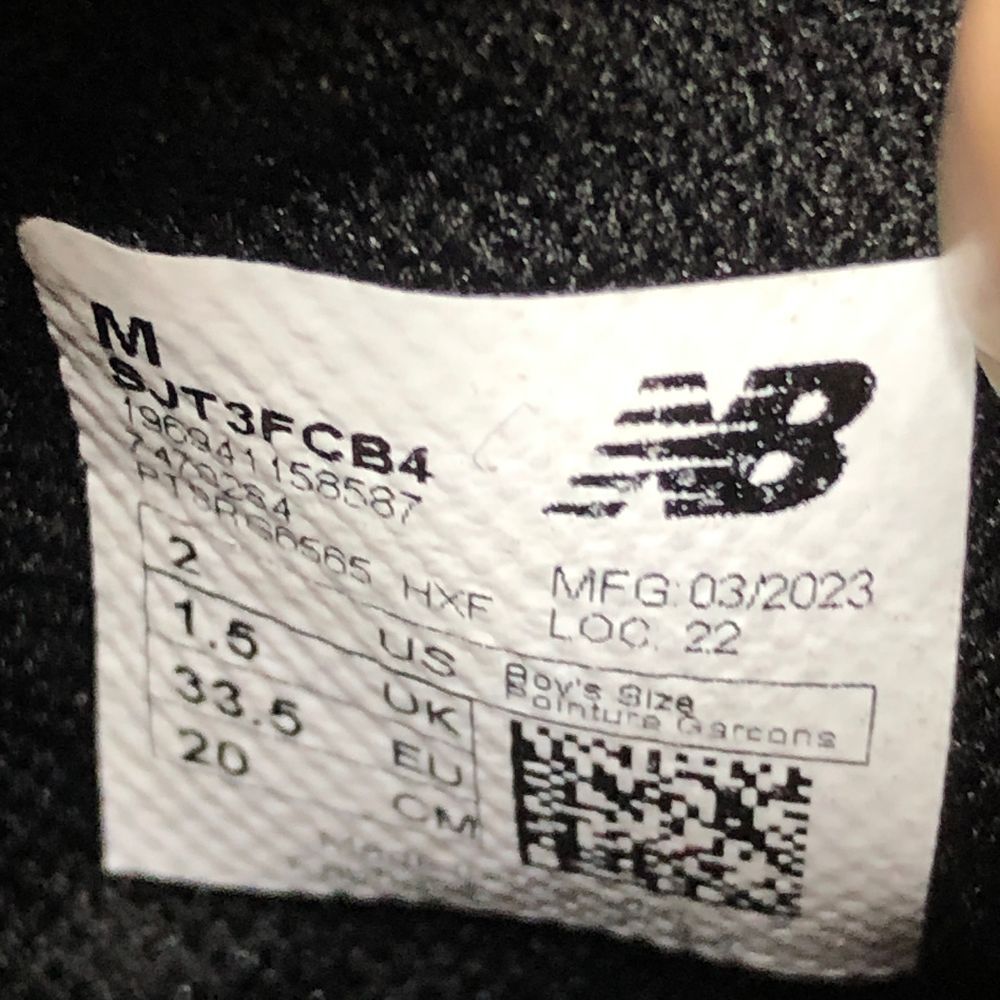 M
SJT3FCB4
196941158587
7470284
HXF
NB
MFG: 03/2023
LOC. 22
2 US
1.5 UK
33.5 EU
20 CM
Boy's Size
Pointure Garcons